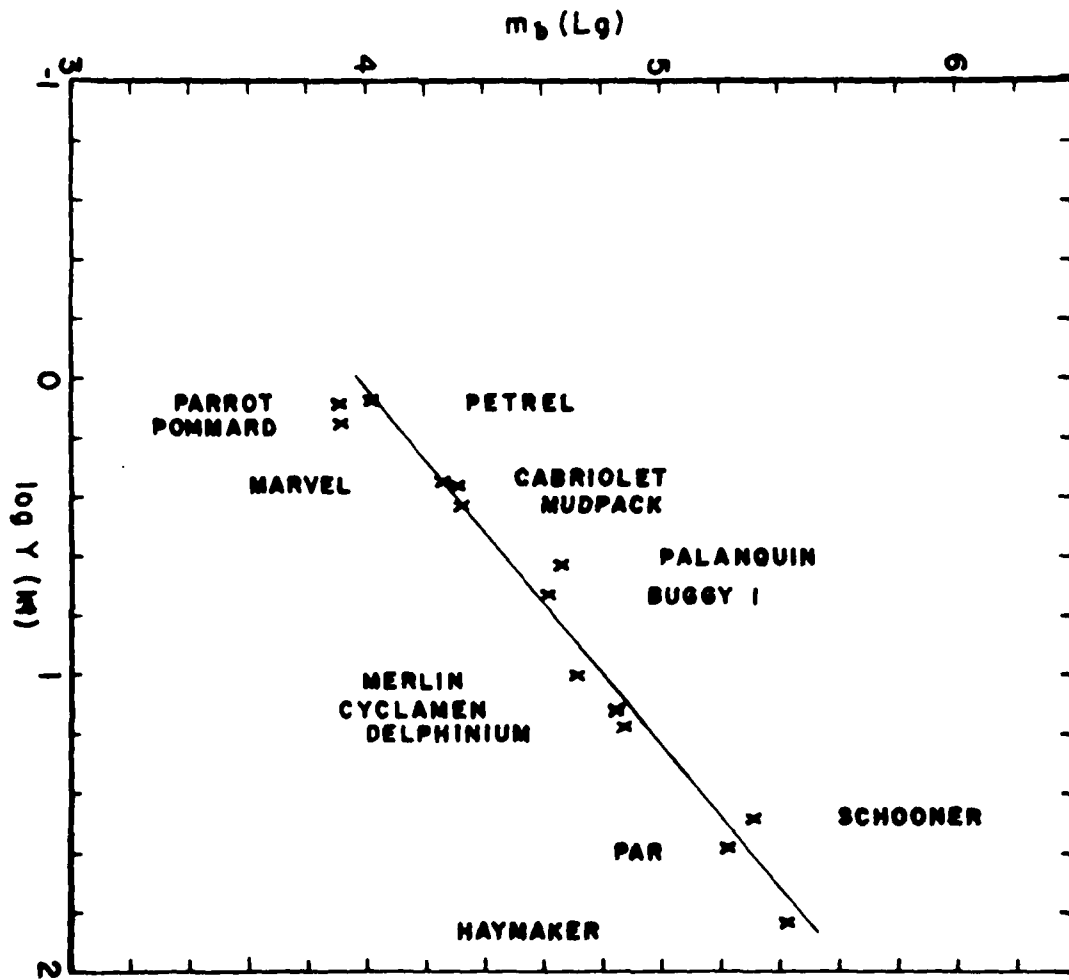 m b (Lg)
3
4
5
6
-1
0
1
2
log Y (kt)
PARROT
POMMARD
PETREL
MARVEL
CABRIOLET
MUDPACK
PALANQUIN
BUGGY 1
MERLIN
CYCLAMEN
DELPHINIUM
SCHOONER
PAR
HAYMAKER